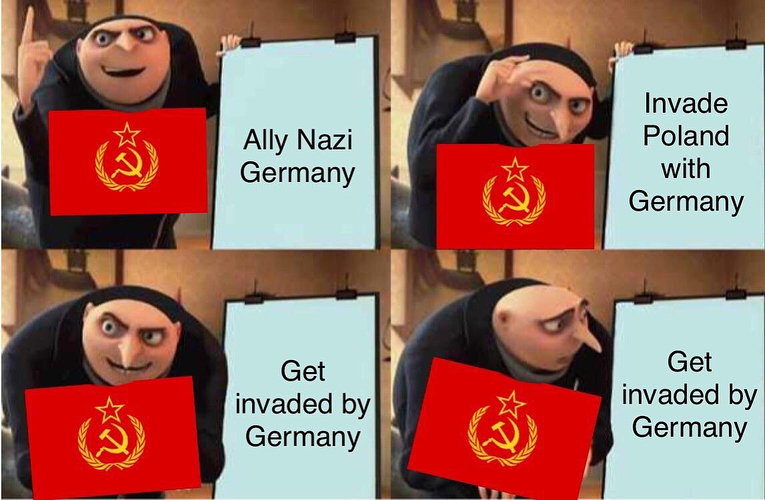 Ally Nazi
Germany
Invade
Poland
with
Germany
Get
invaded by
Germany
Get
invaded by
Germany